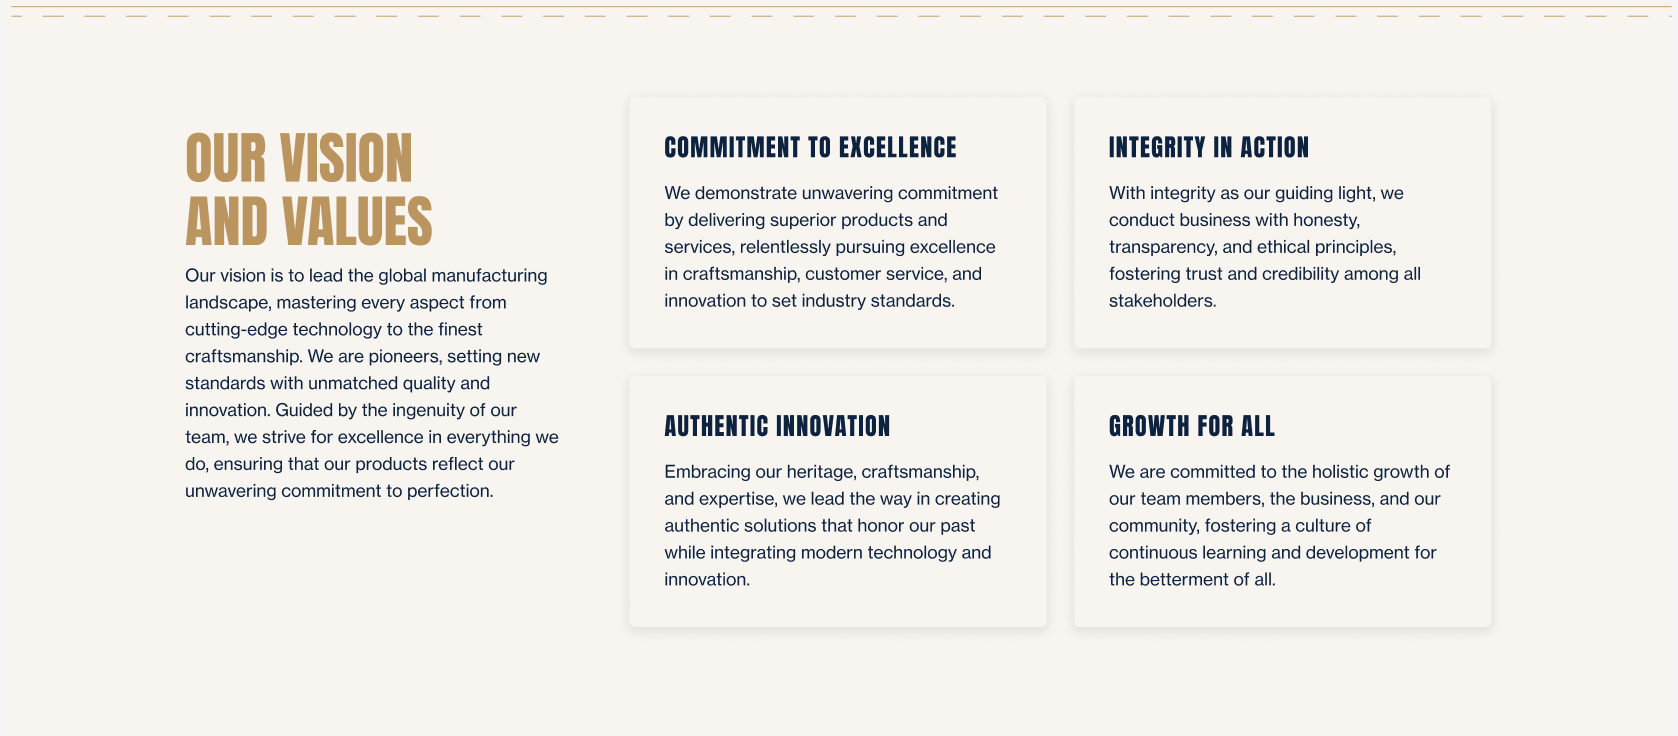 OUR VISION
AND VALUES
Our vision is to lead the global manufacturing
landscape, mastering every aspect from
cutting-edge technology to the finest
craftsmanship. We are pioneers, setting new
standards with unmatched quality and
innovation. Guided by the ingenuity of our
team, we strive for excellence in everything we
do, ensuring that our products reflect our
unwavering commitment to perfection.
COMMITMENT TO EXCELLENCE
We demonstrate unwavering commitment
by delivering superior products and
services, relentlessly pursuing excellence
in craftsmanship, customer service, and
innovation to set industry standards.
INTEGRITY IN ACTION
With integrity as our guiding light, we
conduct business with honesty,
transparency, and ethical principles,
fostering trust and credibility among all
stakeholders.
AUTHENTIC INNOVATION
Embracing our heritage, craftsmanship,
and expertise, we lead the way in creating
authentic solutions that honor our past
while integrating modern technology and
innovation.
GROWTH FOR ALL
We are committed to the holistic growth of
our team members, the business, and our
community, fostering a culture of
continuous learning and development for
the betterment of all.